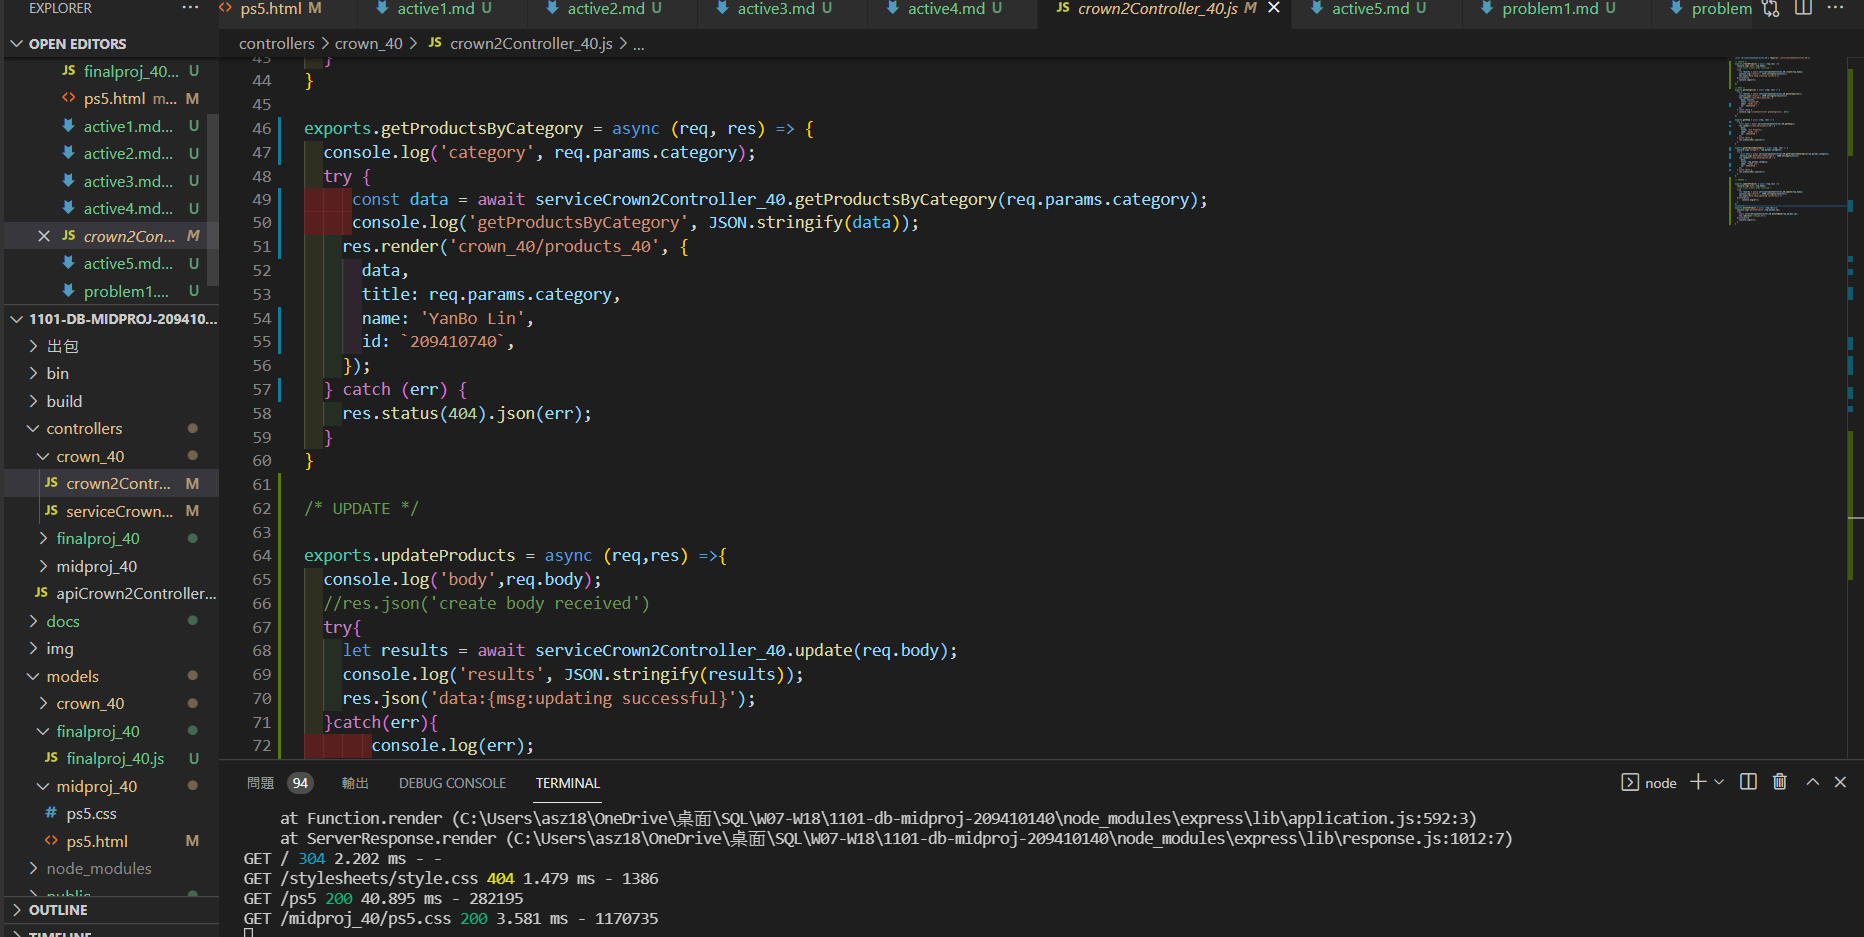 EXPLORER ···
OPEN EDITORS
JS finalproj_40... U
<> ps5.html m... M
active1.md... U
active2.md... U
active3.md... U
active4.md... U
JS crown2Con... M
active5.md... U
problem1.... U
1101-DB-MIDPROJ-209410...
出包
bin
build
controllers
crown_40
JS crown2Contr... M
JS serviceCrown... M
finalproj_40
midproj_40
JS apiCrown2Controller...
docs
img
models
crown_40
finalproj_40
JS finalproj_40.js U
midproj_40
# ps5.css
<> ps5.html M
node_modules
public
OUTLINE
TIMELINE
<> ps5.html M active1.md U active2.md U active3.md U active4.md U JS crown2Controller_40.js M active5.md U problem1.md U problem
controllers > crown_40 > JS crown2Controller_40.js > ...
43 }
44 }
45
46 exports.getProductsByCategory = async (req, res) => {
47 console.log('category', req.params.category);
48 try {
49 const data = await serviceCrown2Controller_40.getProductsByCategory(req.params.category);
50 console.log('getProductsByCategory', JSON.stringify(data));
51 res.render('crown_40/products_40', {
52 data,
53 title: req.params.category,
54 name: 'YanBo Lin',
55 id: `209410740`,
56 });
57 } catch (err) {
58 res.status(404).json(err);
59 }
60 }
61
62 /* UPDATE */
63
64 exports.updateProducts = async (req,res) =>{
65 console.log('body',req.body);
66 //res.json('create body received')
67 try{
68 let results = await serviceCrown2Controller_40.update(req.body);
69 console.log('results', JSON.stringify(results));
70 res.json('data:{msg:updating successful}');
71 }catch(err){
72 console.log(err);
問題 94 輸出 DEBUG CONSOLE TERMINAL node
at Function.render (C:\Users\asz18\OneDrive\桌面\SQL\W07-W18\1101-db-midproj-209410140\node_modules\express\lib\application.js:592:3)
at ServerResponse.render (C:\Users\asz18\OneDrive\桌面\SQL\W07-W18\1101-db-midproj-209410140\node_modules\express\lib\response.js:1012:7)
GET / 304 2.202 ms - -
GET /stylesheets/style.css 404 1.479 ms - 1386
GET /ps5 200 40.895 ms - 282195
GET /midproj_40/ps5.css 200 3.581 ms - 1170735